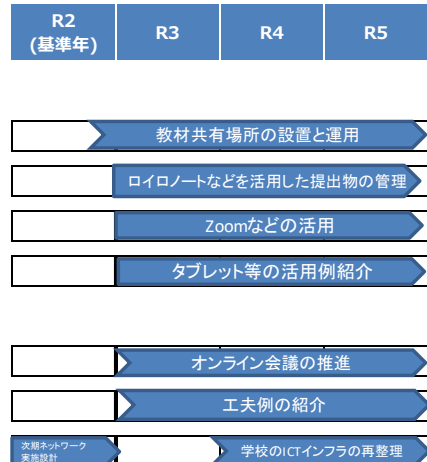 R2
(基準年)
R3
R4
R5
教材共有場所の設置と運用
ロイロノートなどを活用した提出物の管理
Zoomなどの活用
タブレット等の活用例紹介
オンライン会議の推進
工夫例の紹介
次期ネットワーク
実施設計
学校のICTインフラの再整理